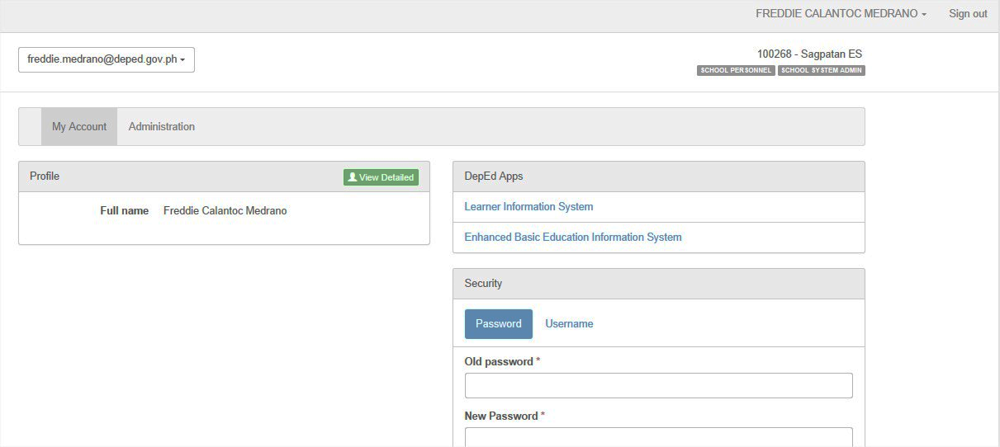 FREDDIE CALANTOC MEDRANO Sign out
freddie.medrano@deped.gov.ph
100268 - Sagpatan ES
SCHOOL PERSONNEL SCHOOL SYSTEM ADMIN
My Account Administration
Profile View Detailed
Full name Freddie Calantoc Medrano
DepEd Apps
Learner Information System
Enhanced Basic Education Information System
Security
Password Username
Old password *
New Password *